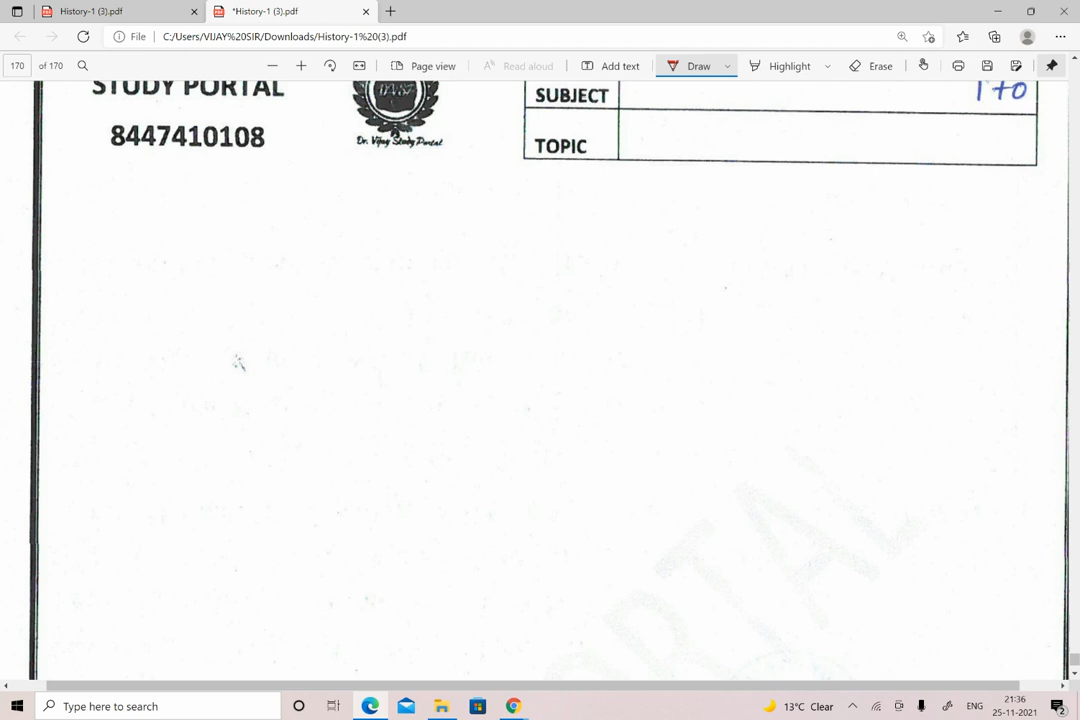 History-1 (3).pdf
*History-1 (3).pdf
File
C:/Users/VIJAY%20SIR/Downloads/History-1%20(3).pdf
170 of 170
Page view
Read aloud
Add text
Draw
Highlight
Erase
STUDY PORTAL
8447410108
Dr. Vijay Study Portal
SUBJECT
170
TOPIC
PORTAL
Type here to search
13°C Clear
ENG
21:36
25-11-2021
2